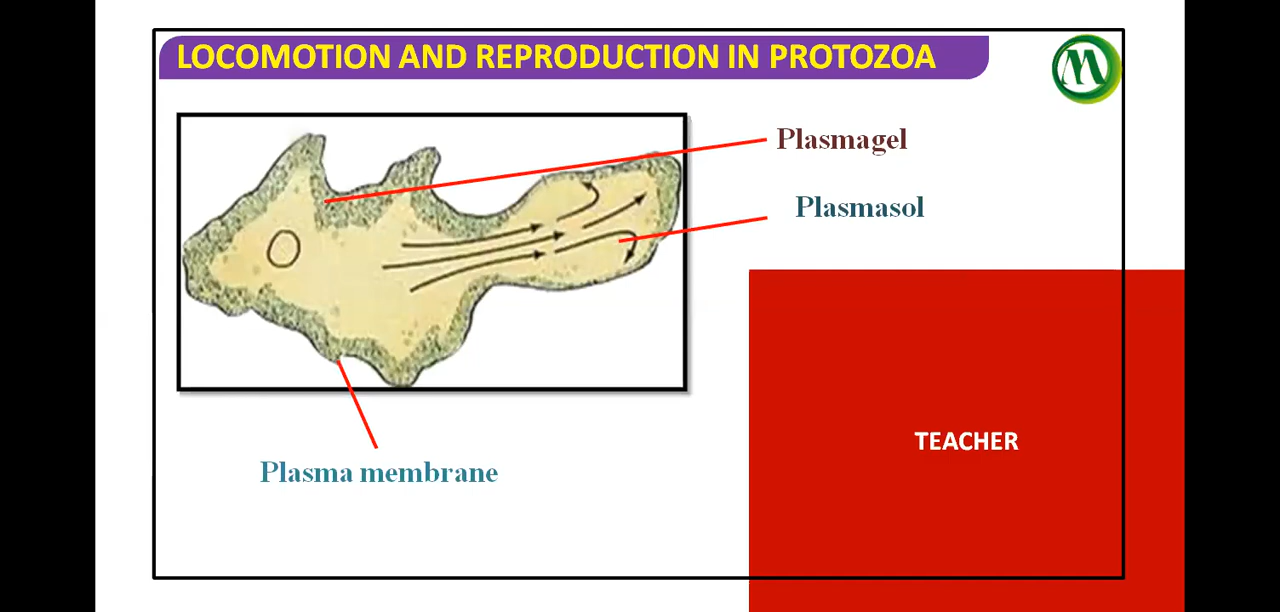 LOCOMOTION AND REPRODUCTION IN PROTOZOA
M
Plasmagel
Plasmasol
TEACHER
Plasma membrane